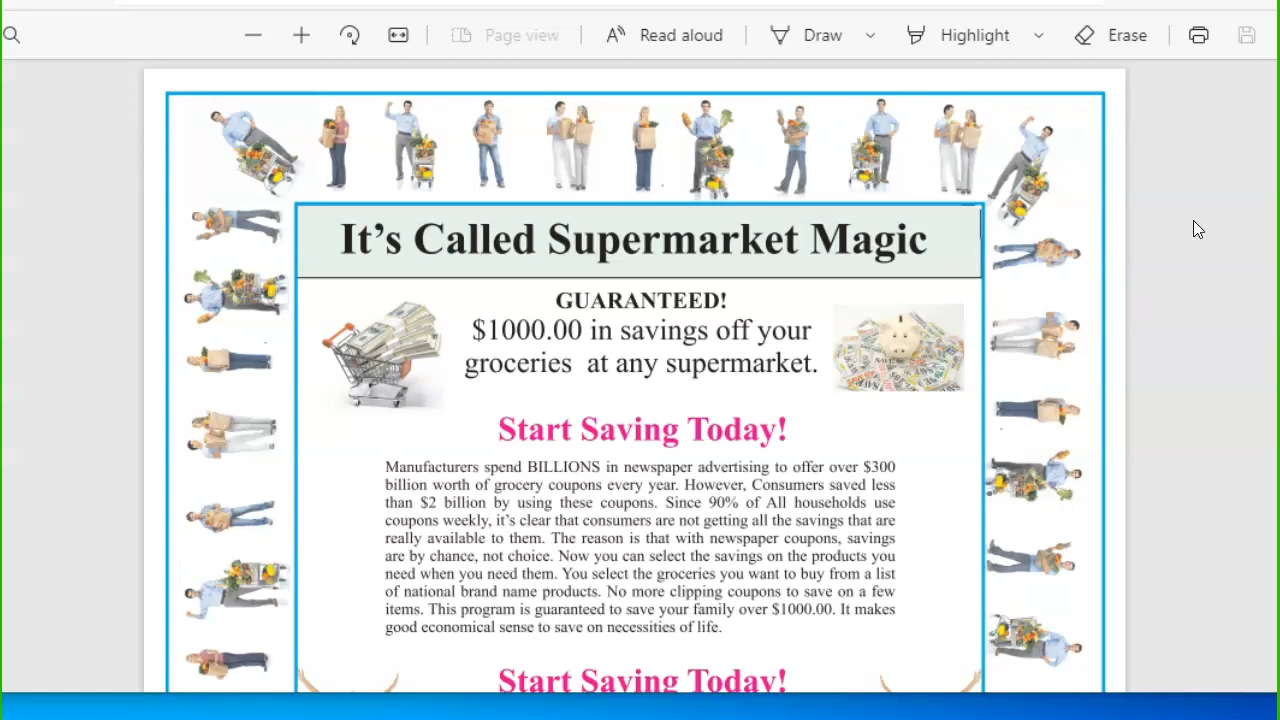 Page view
Read aloud
Draw
Highlight
Erase
It's Called Supermarket Magic
GUARANTEED!
$1000.00 in savings off your
groceries at any supermarket.
Start Saving Today!
Manufacturers spend BILLIONS in newspaper advertising to offer over $300
billion worth of grocery coupons every year. However, Consumers saved less
than $2 billion by using these coupons. Since 90% of All households use
coupons weekly, it's clear that consumers are not getting all the savings that are
really available to them. The reason is that with newspaper coupons, savings
are by chance, not choice. Now you can select the savings on the products you
need when you need them. You select the groceries you want to buy from a list
of national brand name products. No more clipping coupons to save on a few
items. This program is guaranteed to save your family over $1000.00. It makes
good economical sense to save on necessities of life.
Start Saving Today!